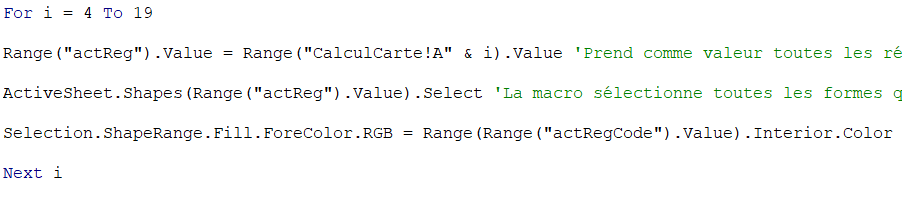 For i = 4 To 19
Range("actReg").Value = Range("CalculCarte!A" & i).Value 'Prend comme valeur toutes les ré
ActiveSheet.Shapes(Range("actReg").Value).Select 'La macro sélectionne toutes les formes q
Selection.ShapeRange.Fill.ForeColor.RGB = Range(Range("actRegCode").Value).Interior.Color
Next i